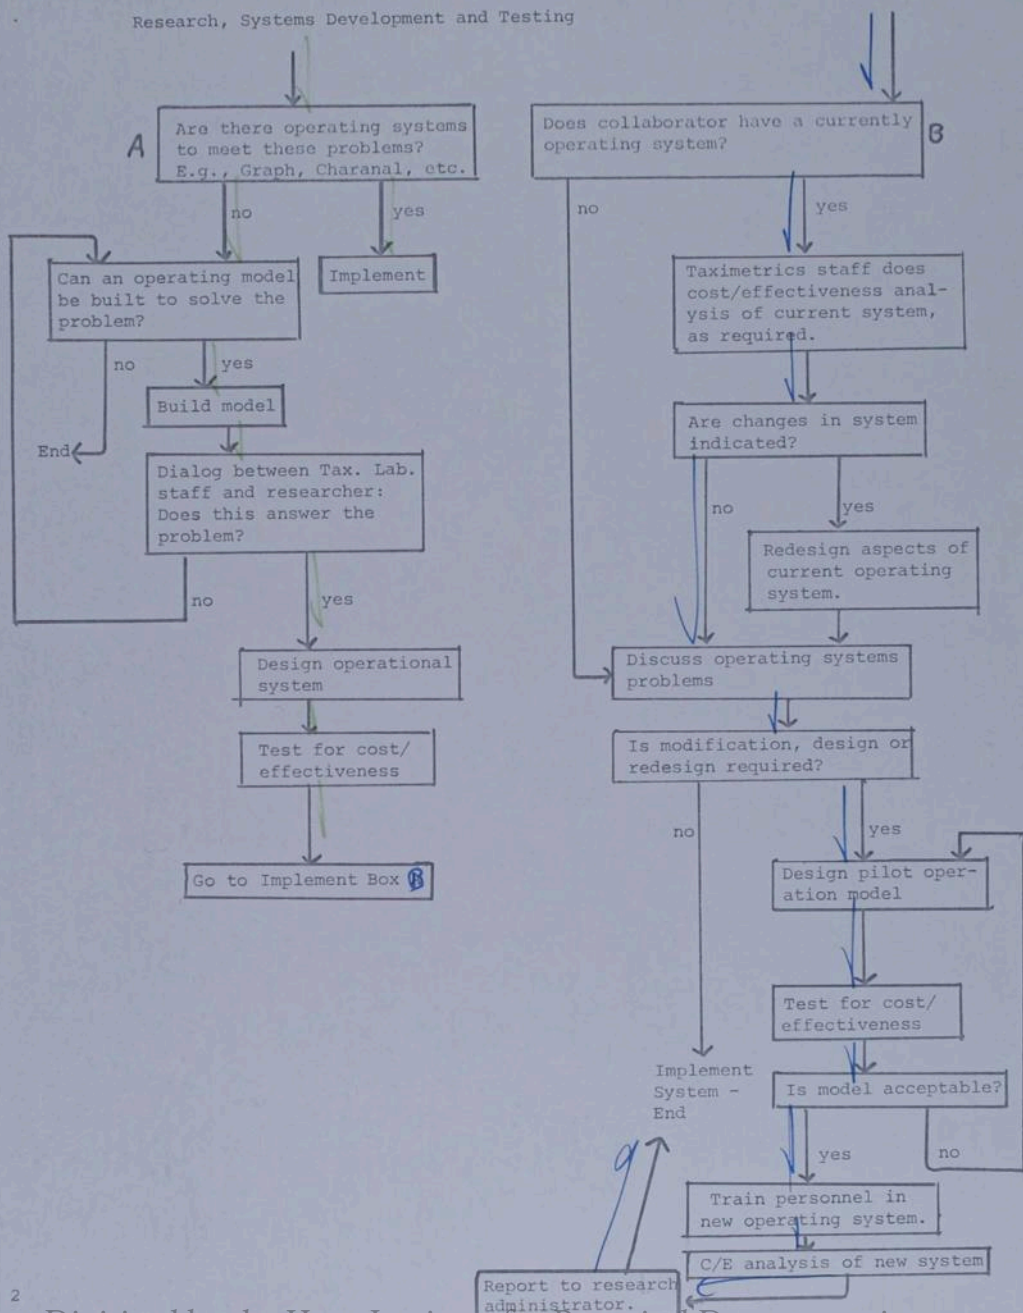 Research, Systems Development and Testing
A
Are there operating systems
to meet these problems?
E.g., Graph, Charanal, etc.
no
yes
Can an operating model
be built to solve the
problem?
Implement
no
yes
Build model
End
Dialog between Tax. Lab.
staff and researcher:
Does this answer the
problem?
no
yes
Design operational
system
Test for cost/
effectiveness
Go to Implement Box B
Does collaborator have a currently
operating system?
B
no
yes
Taximetrics staff does
cost/effectiveness anal-
ysis of current system,
as required.
Are changes in system
indicated?
no
yes
Redesign aspects of
current operating
system.
Discuss operating systems
problems
Is modification, design or
redesign required?
no
yes
Design pilot oper-
ation model
Test for cost/
effectiveness
Is model acceptable?
Implement
System -
End
yes
no
Train personnel in
new operating system.
C/E analysis of new system
Report to research
administrator.
2